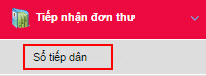 Tiếp nhận đơn thư
Sổ tiếp dân